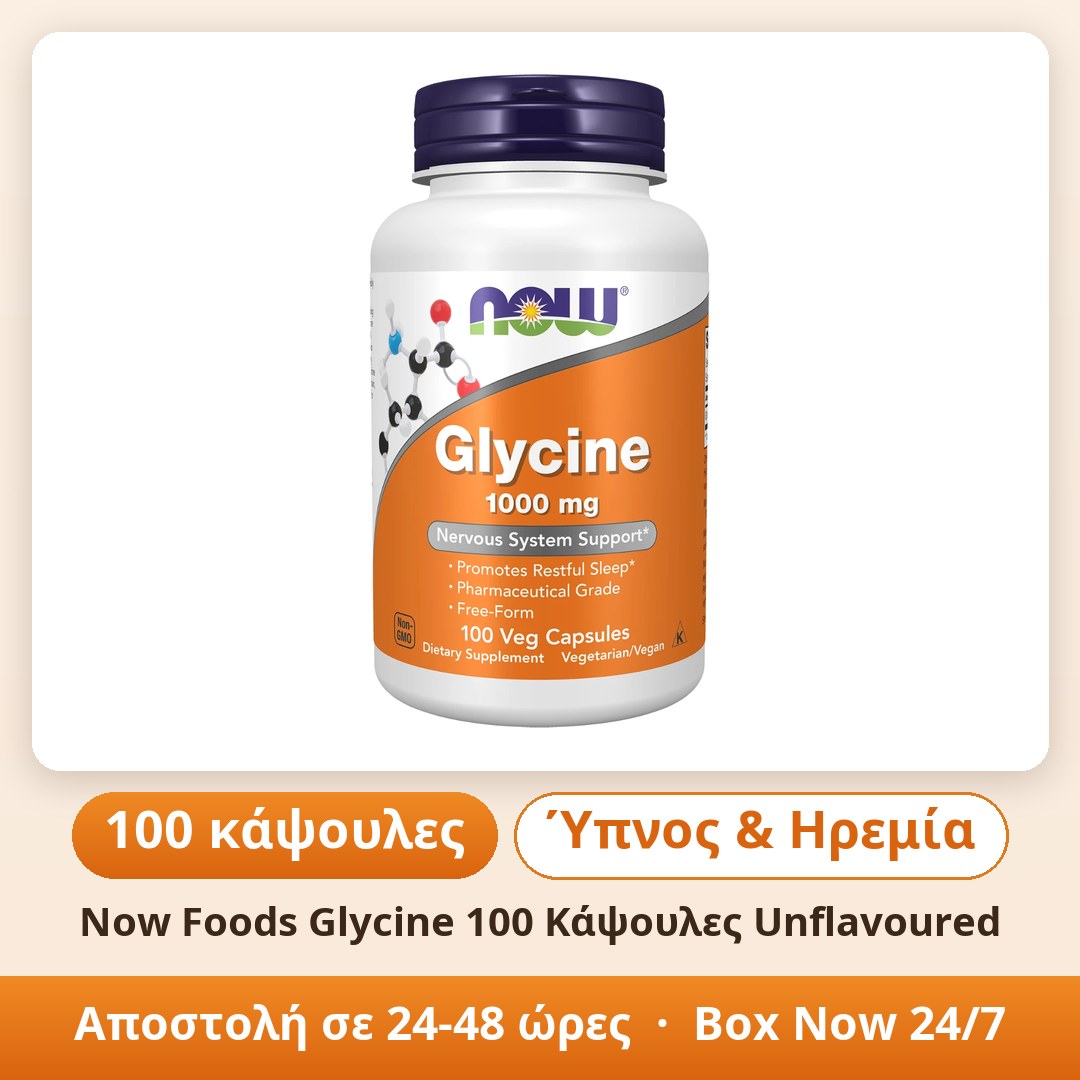 now®
Glycine
1000 mg
Nervous System Support*
• Promotes Restful Sleep*
• Pharmaceutical Grade
• Free-Form
100 Veg Capsules
Non-
GMO
Dietary Supplement Vegetarian/Vegan
K
100 κάψουλες
Ύπνος & Ηρεμία
Now Foods Glycine 100 Κάψουλες Unflavoured
Αποστολή σε 24-48 ώρες · Box Now 24/7